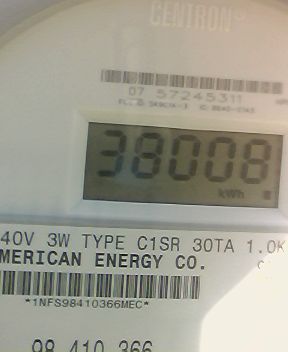 CENTRON®
07 57245311
38008
kWh
40V 3W TYPE C1SR 30TA 1.0K
MERICAN ENERGY CO.
*1NFS98410366MEC*
98 410 366